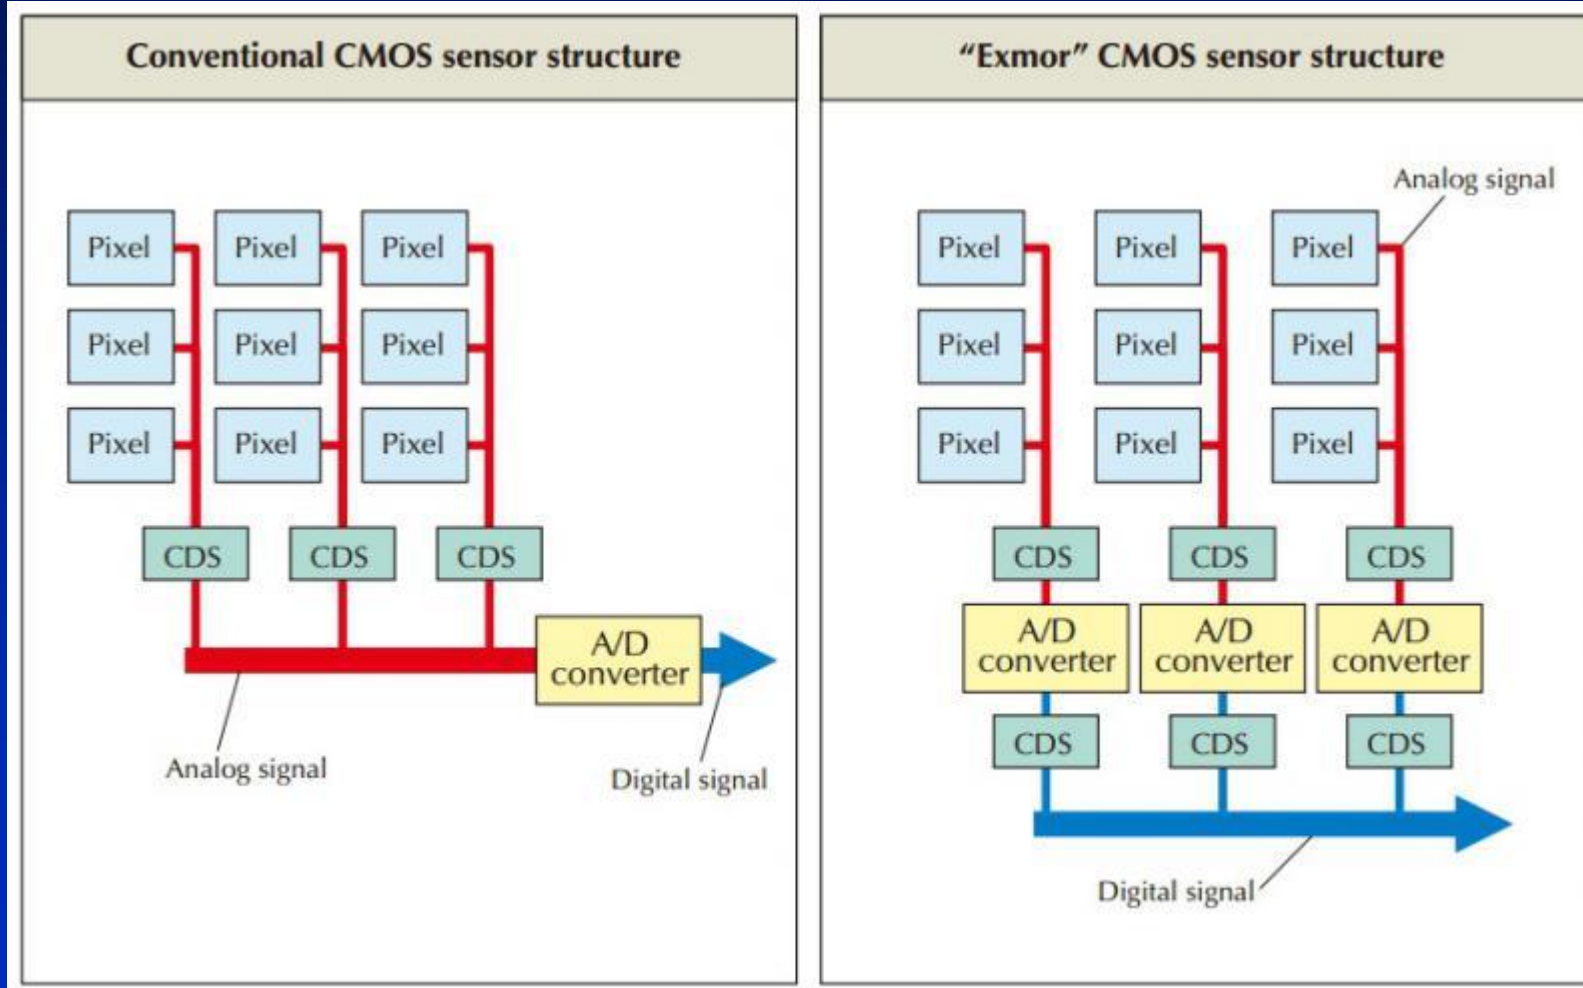 Conventional CMOS sensor structure
Pixel Pixel Pixel
Pixel Pixel Pixel
Pixel Pixel Pixel
CDS CDS CDS
A/D
converter
Analog signal
Digital signal
“Exmor” CMOS sensor structure
Analog signal
Pixel Pixel Pixel
Pixel Pixel Pixel
Pixel Pixel Pixel
CDS CDS CDS
A/D A/D A/D
converter converter converter
CDS CDS CDS
Digital signal